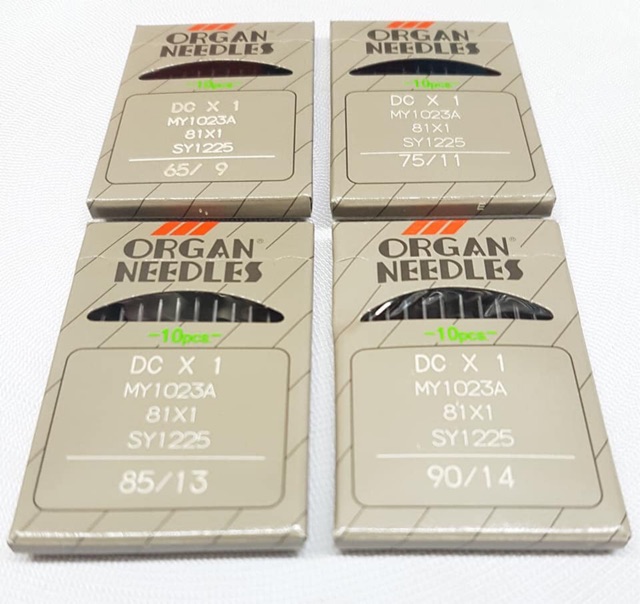 ORGAN
NEEDLES
-10pcs-
DC X 1
MY1023A
81X1
SY1225
65/ 9
ORGAN
NEEDLES
-10pcs-
DC X 1
MY1023A
81X1
SY1225
75/11
ORGAN®
NEEDLES
-10pcs-
DC X 1
MY1023A
81X1
SY1225
85/13
ORGAN®
NEEDLES
-10pcs-
DC X 1
MY1023A
81X1
SY1225
90/14